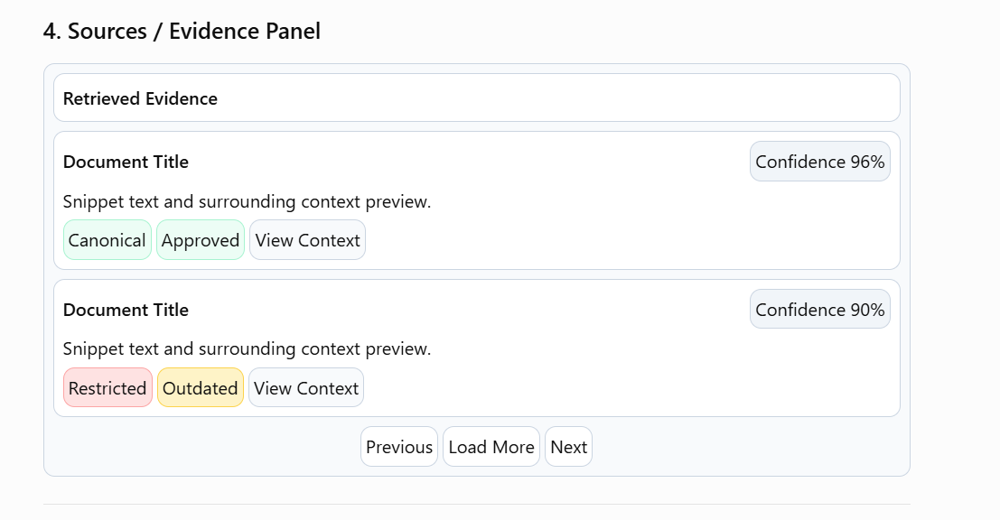 4. Sources / Evidence Panel
Retrieved Evidence
Document Title
Confidence 96%
Snippet text and surrounding context preview.
Canonical Approved View Context
Document Title
Confidence 90%
Snippet text and surrounding context preview.
Restricted Outdated View Context
Previous Load More Next